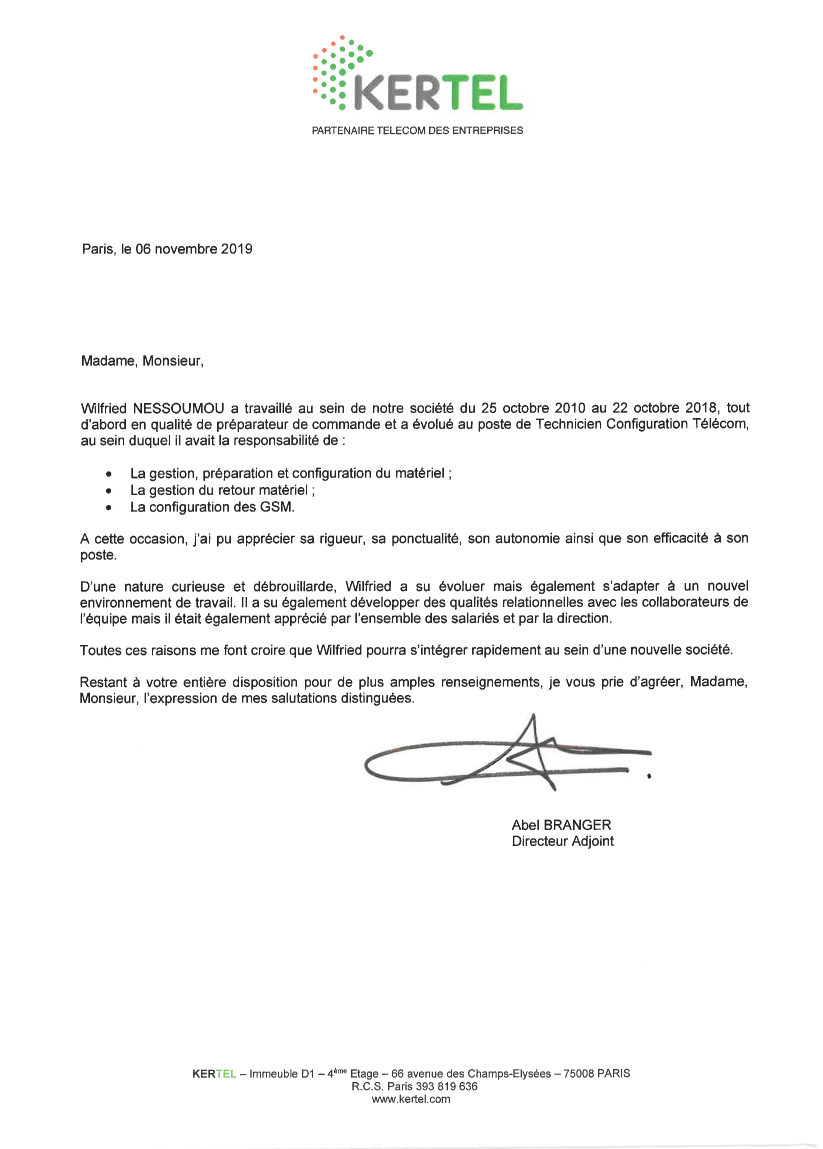 KERTEL
PARTENAIRE TELECOM DES ENTREPRISES
Paris, le 06 novembre 2019
Madame, Monsieur,
Wilfried NESSOUMOU a travaillé au sein de notre société du 25 octobre 2010 au 22 octobre 2018, tout
d'abord en qualité de préparateur de commande et a évolué au poste de Technicien Configuration Télécom,
au sein duquel il avait la responsabilité de :
• La gestion, préparation et configuration du matériel ;
• La gestion du retour matériel ;
• La configuration des GSM.
A cette occasion, j'ai pu apprécier sa rigueur, sa ponctualité, son autonomie ainsi que son efficacité à son
poste.
D'une nature curieuse et débrouillarde, Wilfried a su évoluer mais également s'adapter à un nouvel
environnement de travail. Il a su également développer des qualités relationnelles avec les collaborateurs de
l'équipe mais il était également apprécié par l'ensemble des salariés et par la direction.
Toutes ces raisons me font croire que Wilfried pourra s'intégrer rapidement au sein d'une nouvelle société.
Restant à votre entière disposition pour de plus amples renseignements, je vous prie d'agréer, Madame,
Monsieur, l'expression de mes salutations distinguées.
Abel BRANGER
Directeur Adjoint
KERTEL – Immeuble D1 – 4ème Etage – 66 avenue des Champs-Elysées – 75008 PARIS
R.C.S. Paris 393 819 636
www.kertel.com